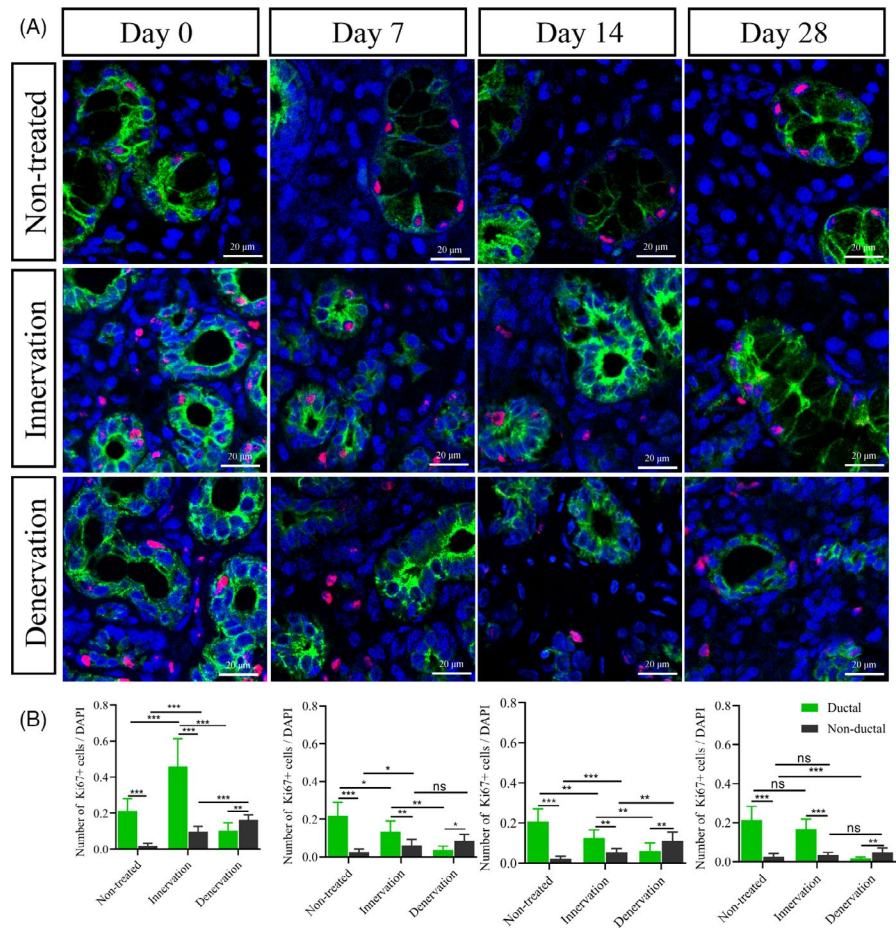 (A)
Day 0
Day 7
Day 14
Day 28
Non-treated
20 μm
20 μm
20 μm
20 μm
Innervation
20 μm
20 μm
20 μm
20 μm
Denervation
20 μm
20 μm
20 μm
20 μm
(B)
Number of Ki67+ cells / DAPI
0.8
0.6
0.4
0.2
0.0
***
***
***
***
***
***
**
Non-treated
Innervation
Denervation
Number of Ki67+ cells / DAPI
0.8
0.6
0.4
0.2
0.0
*
ns
*
***
**
**
*
Non-treated
Innervation
Denervation
Number of Ki67+ cells / DAPI
0.8
0.6
0.4
0.2
0.0
***
**
**
***
**
**
**
Non-treated
Innervation
Denervation
Number of Ki67+ cells / DAPI
0.8
0.6
0.4
0.2
0.0
Ductal
Non-ductal
ns
***
ns
***
***
ns
**
Non-treated
Innervation
Denervation